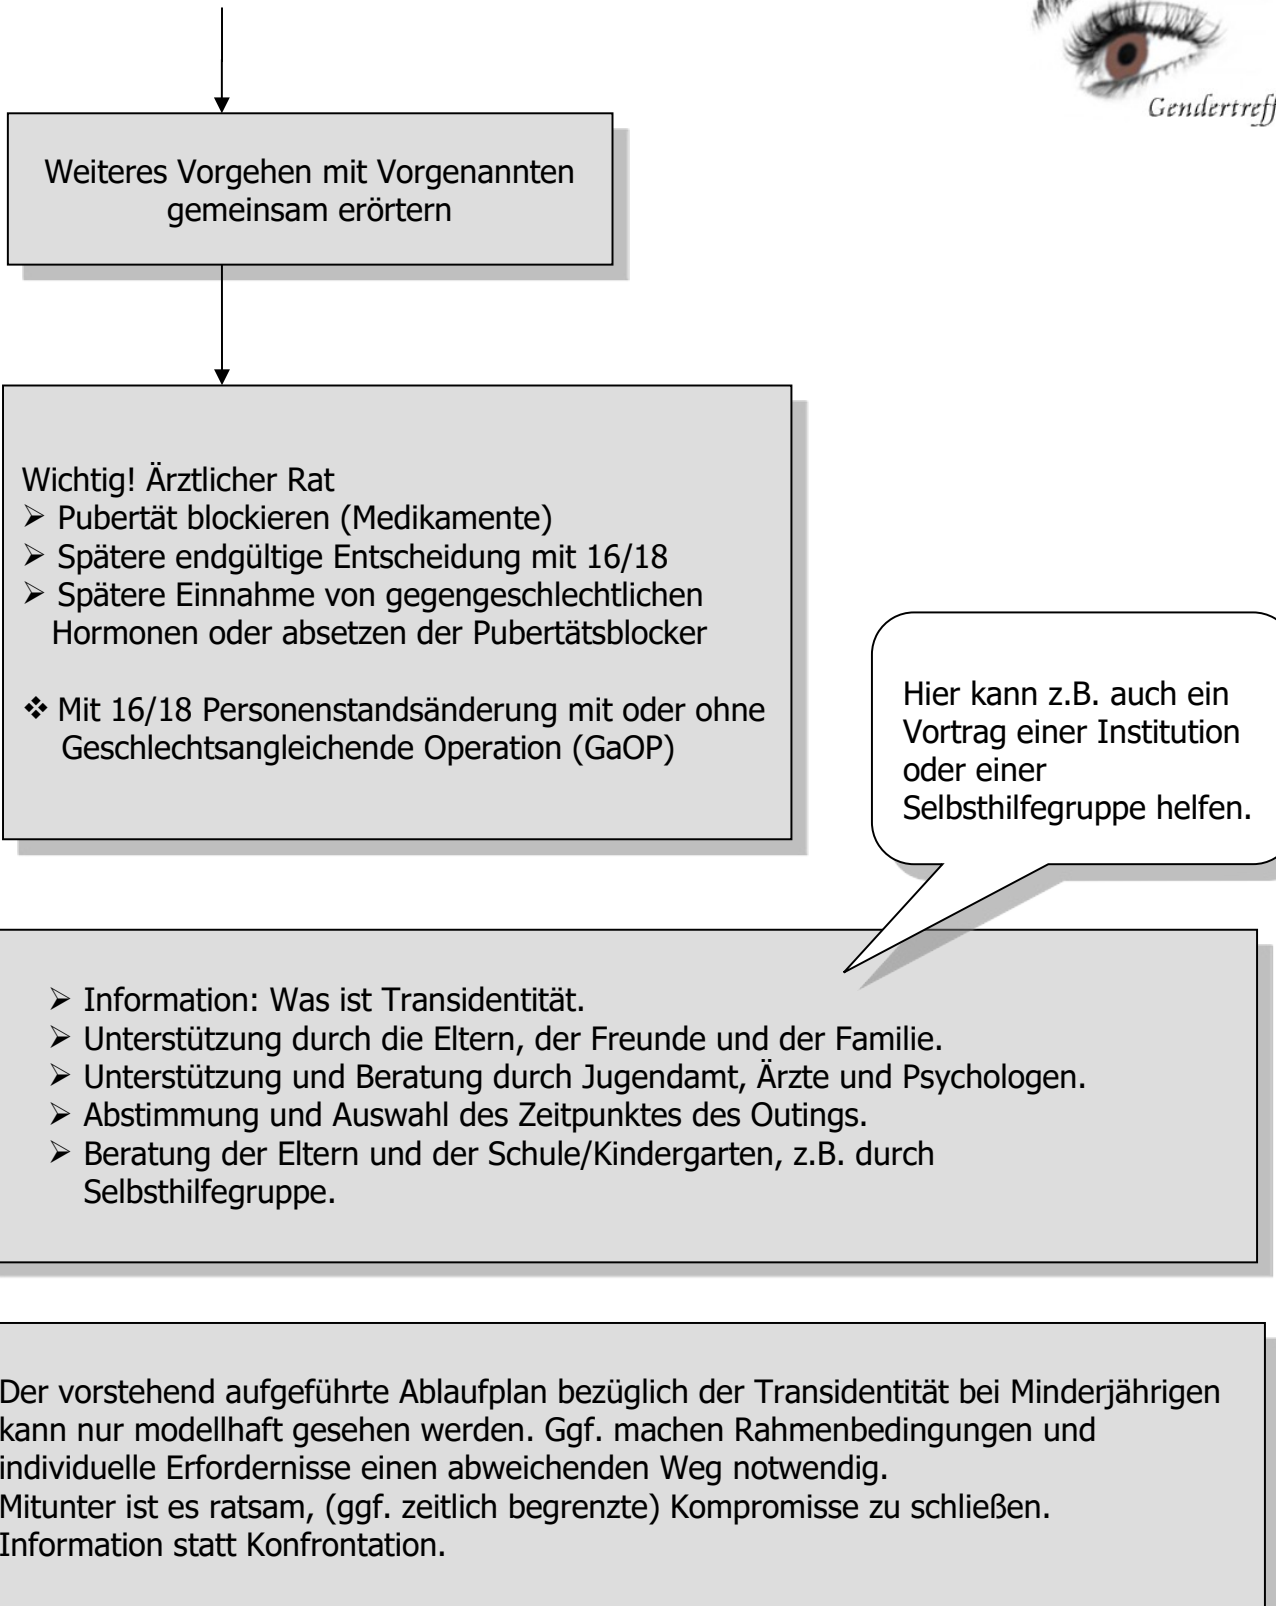 Gendertreff
Weiteres Vorgehen mit Vorgenannten
gemeinsam erörtern
Wichtig! Ärztlicher Rat
➢ Pubertät blockieren (Medikamente)
➢ Spätere endgültige Entscheidung mit 16/18
➢ Spätere Einnahme von gegengeschlechtlichen
Hormonen oder absetzen der Pubertätsblocker
❖ Mit 16/18 Personenstandsänderung mit oder ohne
Geschlechtsangleichende Operation (GaOP)
Hier kann z.B. auch ein
Vortrag einer Institution
oder einer
Selbsthilfegruppe helfen.
➢ Information: Was ist Transidentität.
➢ Unterstützung durch die Eltern, der Freunde und der Familie.
➢ Unterstützung und Beratung durch Jugendamt, Ärzte und Psychologen.
➢ Abstimmung und Auswahl des Zeitpunktes des Outings.
➢ Beratung der Eltern und der Schule/Kindergarten, z.B. durch
Selbsthilfegruppe.
Der vorstehend aufgeführte Ablaufplan bezüglich der Transidentität bei Minderjährigen
kann nur modellhaft gesehen werden. Ggf. machen Rahmenbedingungen und
individuelle Erfordernisse einen abweichenden Weg notwendig.
Mitunter ist es ratsam, (ggf. zeitlich begrenzte) Kompromisse zu schließen.
Information statt Konfrontation.